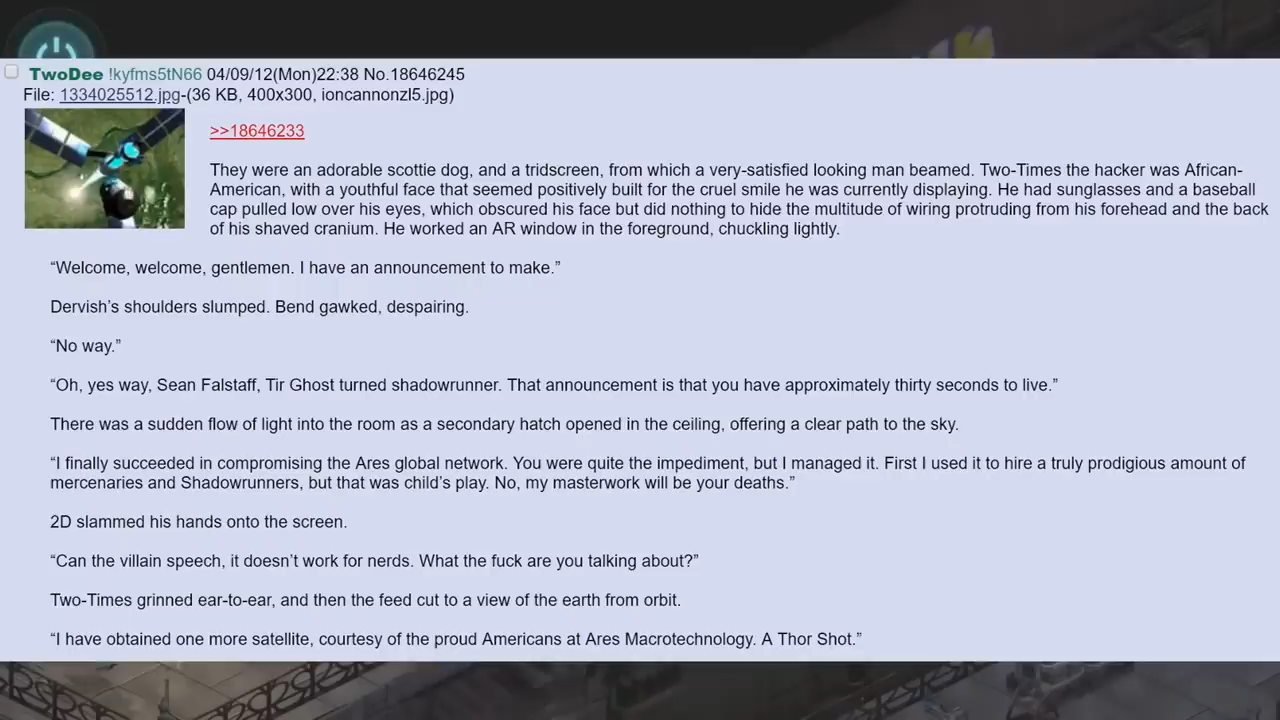 TwoDee !kyfms5tN66 04/09/12(Mon)22:38 No.18646245
File: 1334025512.jpg-(36 KB, 400x300, ioncannonzl5.jpg)
>>18646233
They were an adorable scottie dog, and a tridscreen, from which a very-satisfied looking man beamed. Two-Times the hacker was African-
American, with a youthful face that seemed positively built for the cruel smile he was currently displaying. He had sunglasses and a baseball
cap pulled low over his eyes, which obscured his face but did nothing to hide the multitude of wiring protruding from his forehead and the back
of his shaved cranium. He worked an AR window in the foreground, chuckling lightly.
“Welcome, welcome, gentlemen. I have an announcement to make.”
Dervish’s shoulders slumped. Bend gawked, despairing.
“No way.”
“Oh, yes way, Sean Falstaff, Tir Ghost turned shadowrunner. That announcement is that you have approximately thirty seconds to live.”
There was a sudden flow of light into the room as a secondary hatch opened in the ceiling, offering a clear path to the sky.
“I finally succeeded in compromising the Ares global network. You were quite the impediment, but I managed it. First I used it to hire a truly prodigious amount of
mercenaries and Shadowrunners, but that was child’s play. No, my masterwork will be your deaths.”
2D slammed his hands onto the screen.
“Can the villain speech, it doesn’t work for nerds. What the fuck are you talking about?”
Two-Times grinned ear-to-ear, and then the feed cut to a view of the earth from orbit.
“I have obtained one more satellite, courtesy of the proud Americans at Ares Macrotechnology. A Thor Shot.”